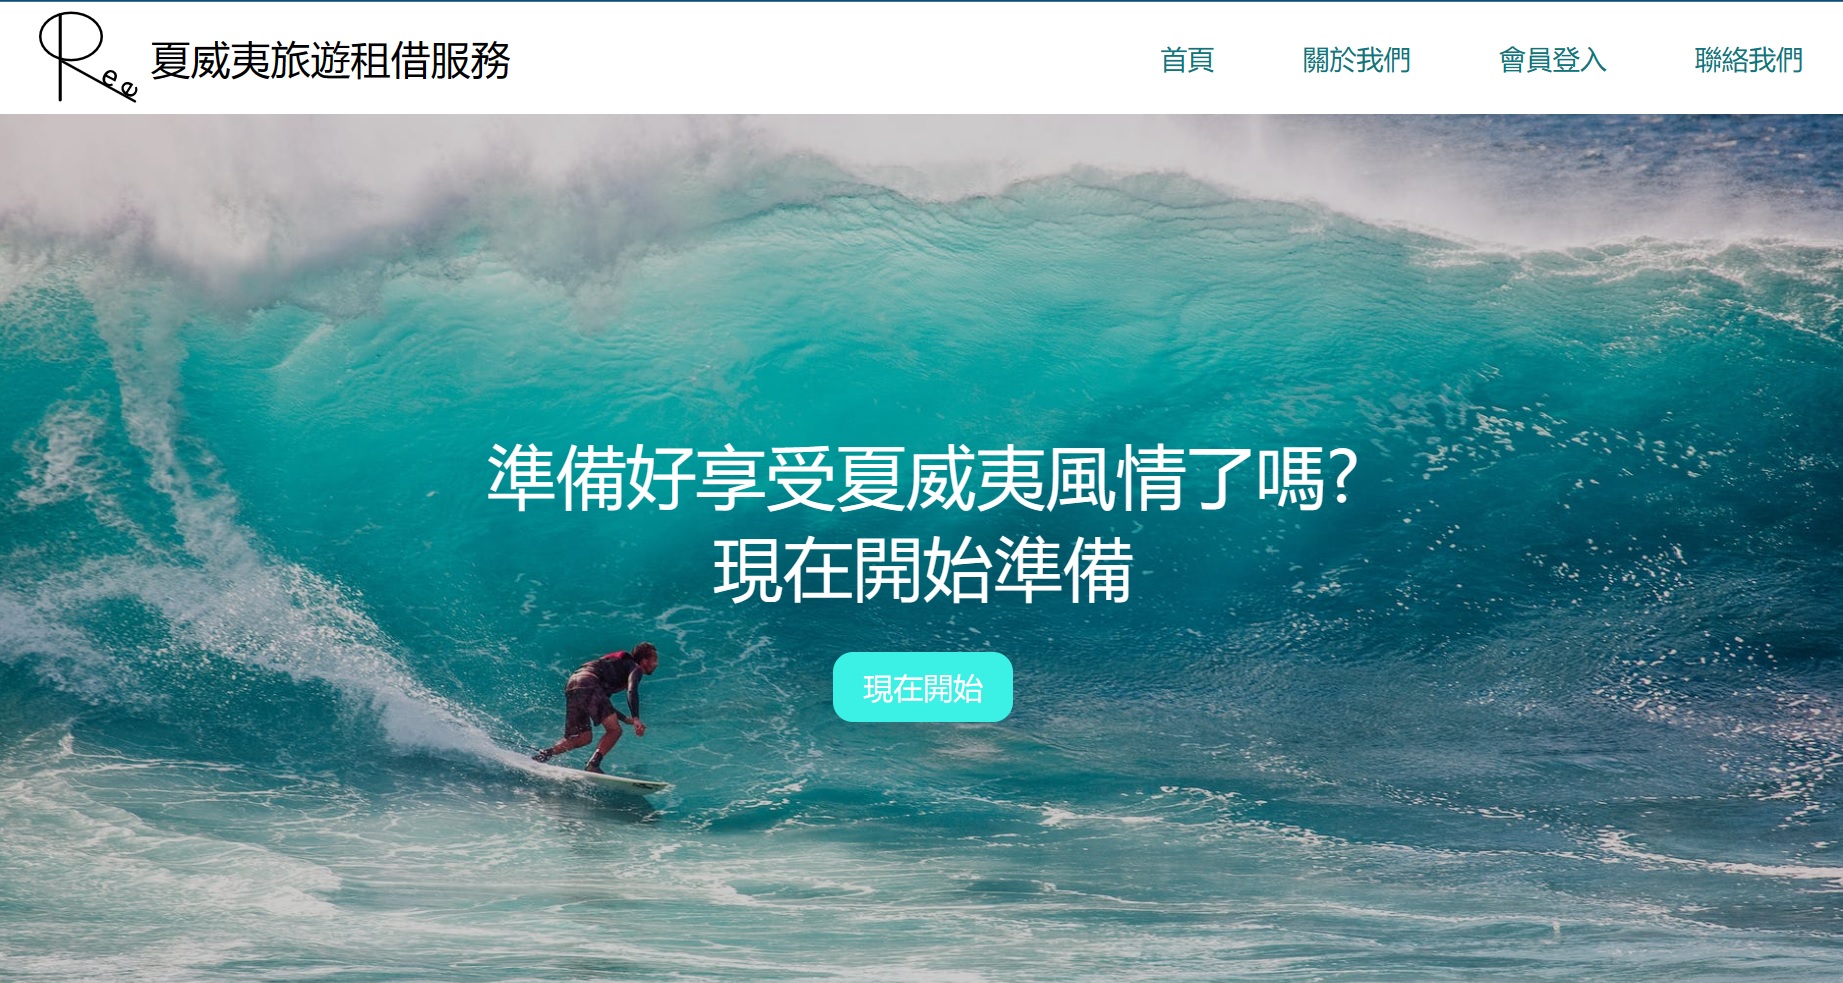 Ree
夏威夷旅遊租借服務
首頁
關於我們
會員登入
聯絡我們
準備好享受夏威夷風情了嗎?
現在開始準備
現在開始